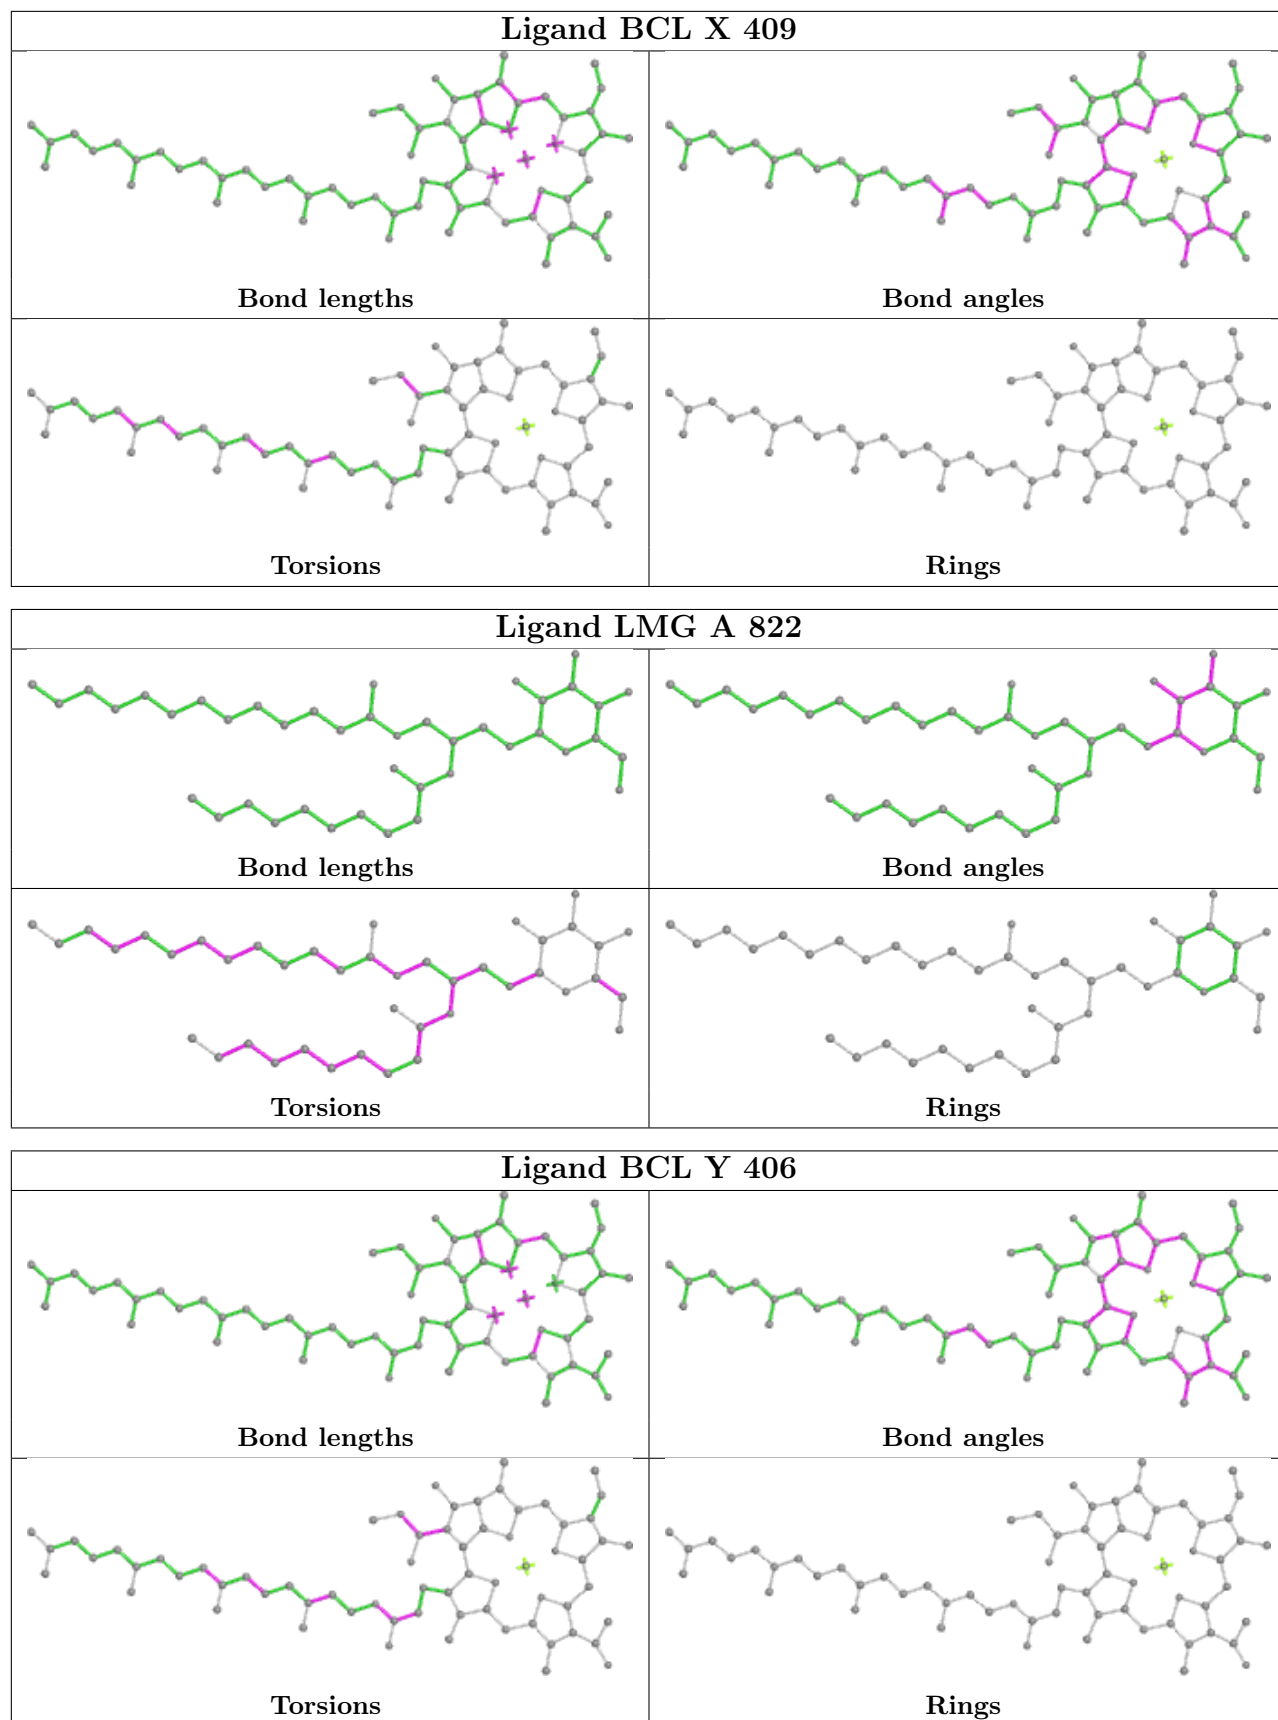 Ligand BCL X 409
Bond lengths
Bond angles
Torsions
Rings
Ligand LMG A 822
Bond lengths
Bond angles
Torsions
Rings
Ligand BCL Y 406
Bond lengths
Bond angles
Torsions
Rings